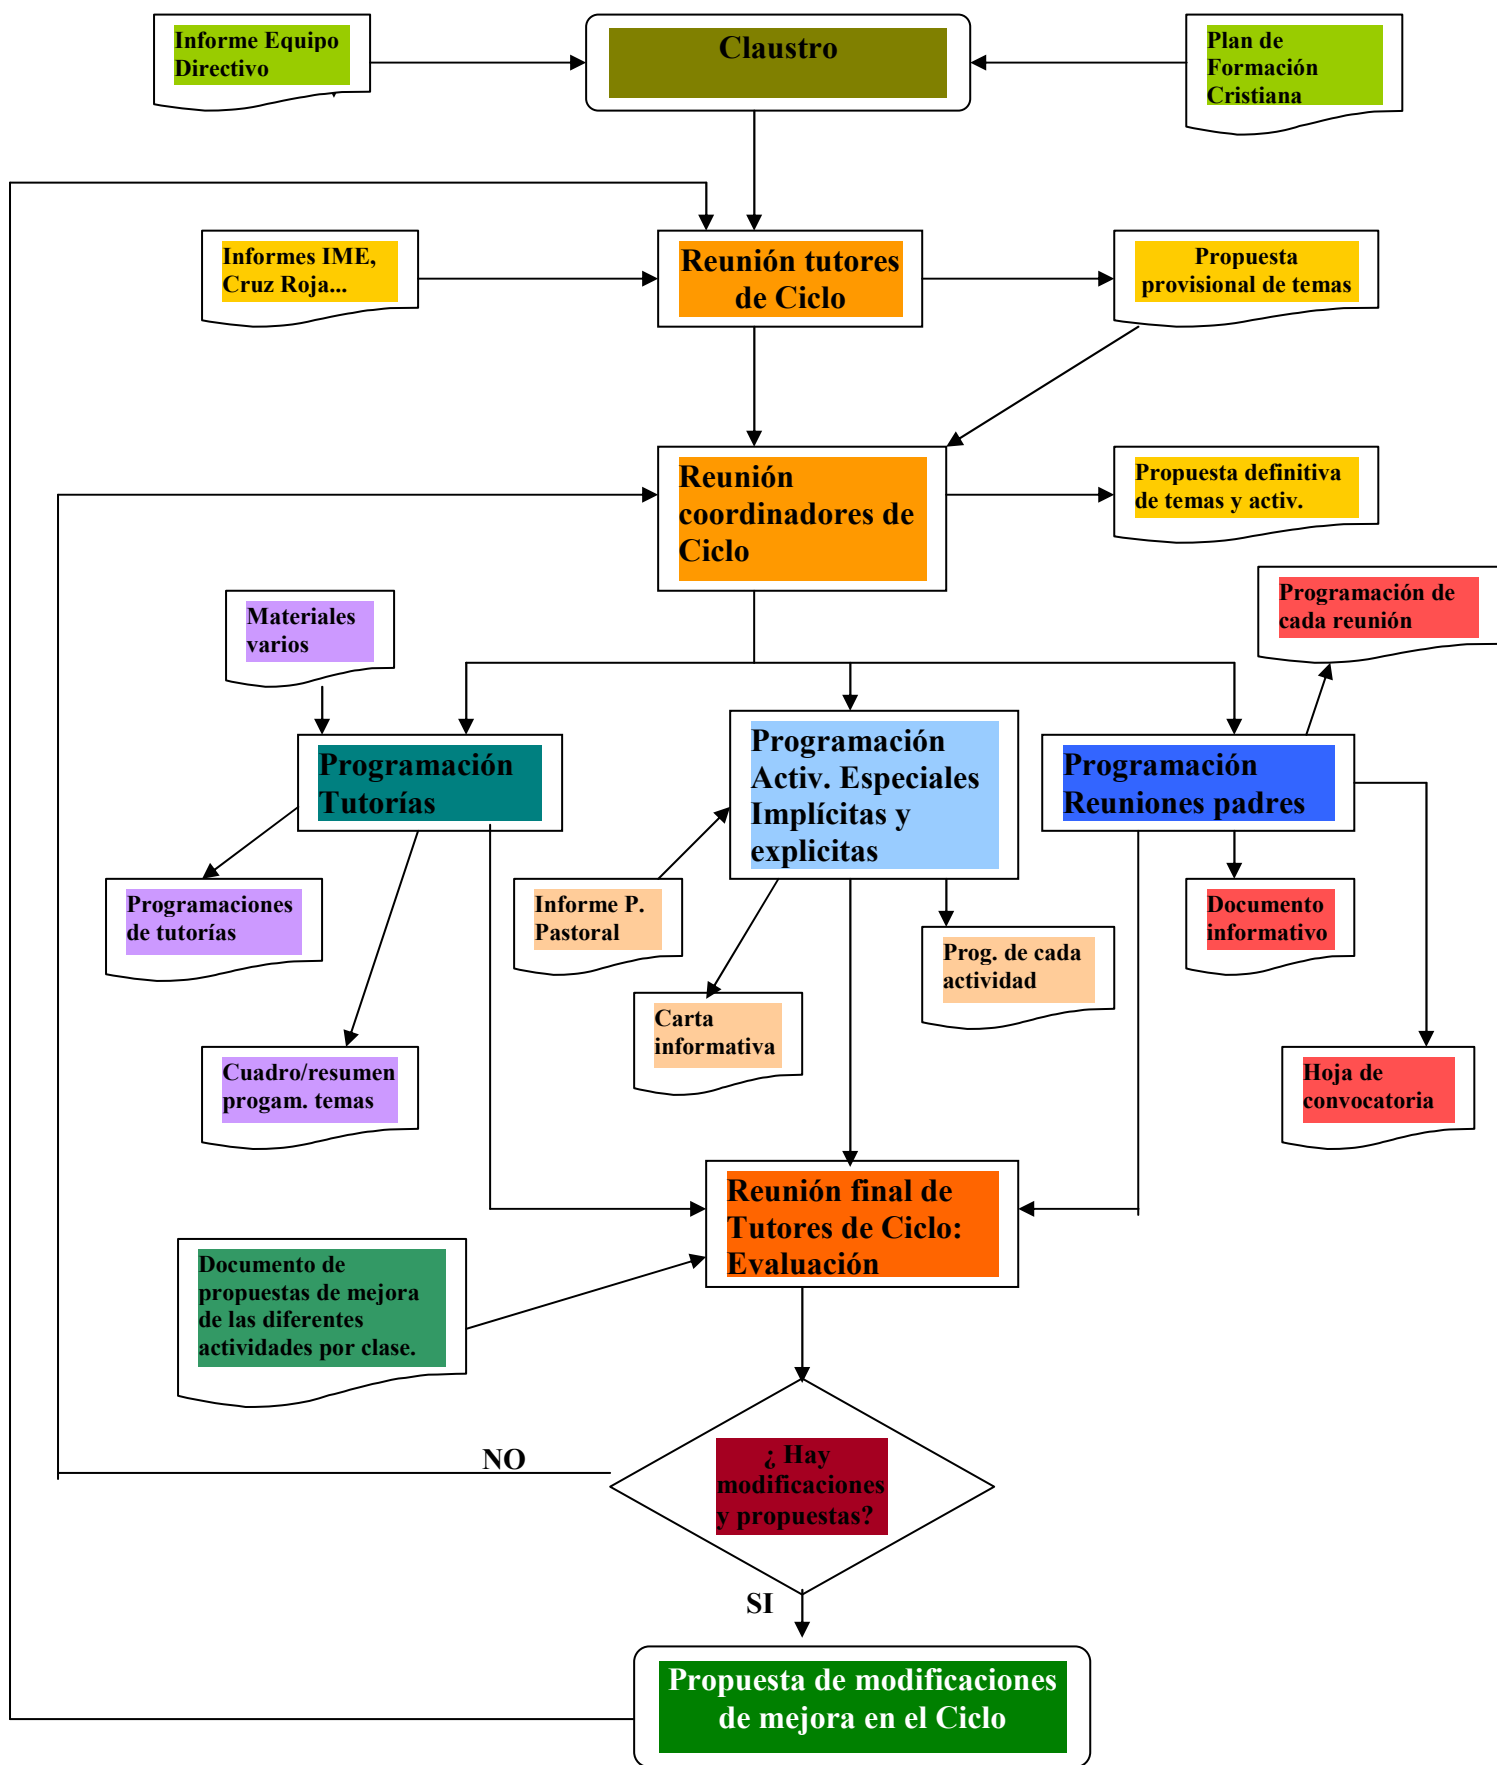 Informe Equipo
Directivo
Claustro
Plan de
Formación
Cristiana
Informes IME,
Cruz Roja...
Reunión tutores
de Ciclo
Propuesta
provisional de temas
Reunión
coordinadores de
Ciclo
Propuesta definitiva
de temas y activ.
Materiales
varios
Programación de
cada reunión
Programación
Tutorías
Programación
Activ. Especiales
Implícitas y
explicitas
Programación
Reuniones padres
Programaciones
de tutorías
Informe P.
Pastoral
Prog. de cada
actividad
Documento
informativo
Carta
informativa
Cuadro/resumen
progam. temas
Hoja de
convocatoria
Reunión final de
Tutores de Ciclo:
Evaluación
Documento de
propuestas de mejora
de las diferentes
actividades por clase.
NO
¿ Hay
modificaciones
y propuestas?
SI
Propuesta de modificaciones
de mejora en el Ciclo